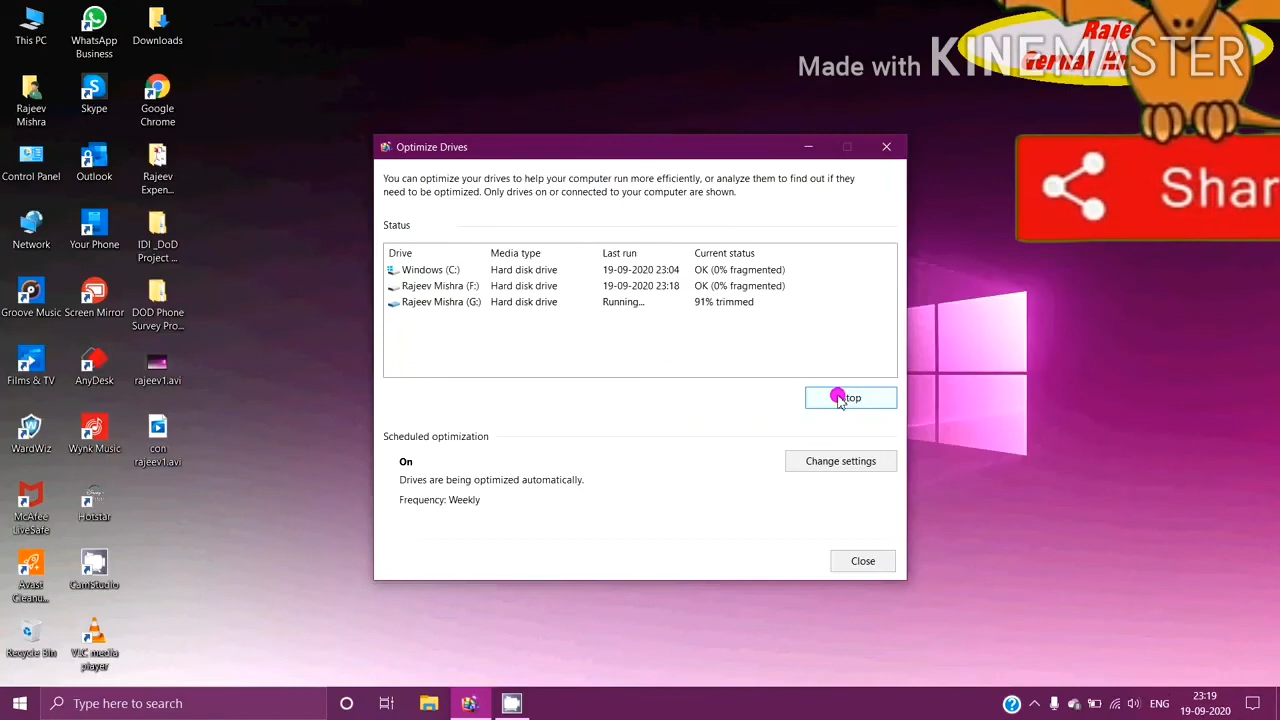 This PC
WhatsApp
Business
Downloads
Rajeev
Mishra
Skype
Google
Chrome
Control Panel
Outlook
Rajeev
Expen...
Network
Your Phone
IDI _DoD
Project ...
Groove Music
Screen Mirror
DOD Phone
Survey Pro...
Films & TV
AnyDesk
rajeev1.avi
WardWiz
Wynk Music
con
rajeev1.avi
McAfee
LiveSafe
Hotstar
Avast
Cleanu...
CamStudio
Recycle Bin
VLC media
player
Made with KINEMASTER
Share
Optimize Drives
You can optimize your drives to help your computer run more efficiently, or analyze them to find out if they
need to be optimized. Only drives on or connected to your computer are shown.
Status
Drive Media type Last run Current status
Windows (C:) Hard disk drive 19-09-2020 23:04 OK (0% fragmented)
Rajeev Mishra (F:) Hard disk drive 19-09-2020 23:18 OK (0% fragmented)
Rajeev Mishra (G:) Hard disk drive Running... 91% trimmed
Stop
Scheduled optimization
On
Change settings
Drives are being optimized automatically.
Frequency: Weekly
Close
Type here to search
ENG
23:19
19-09-2020